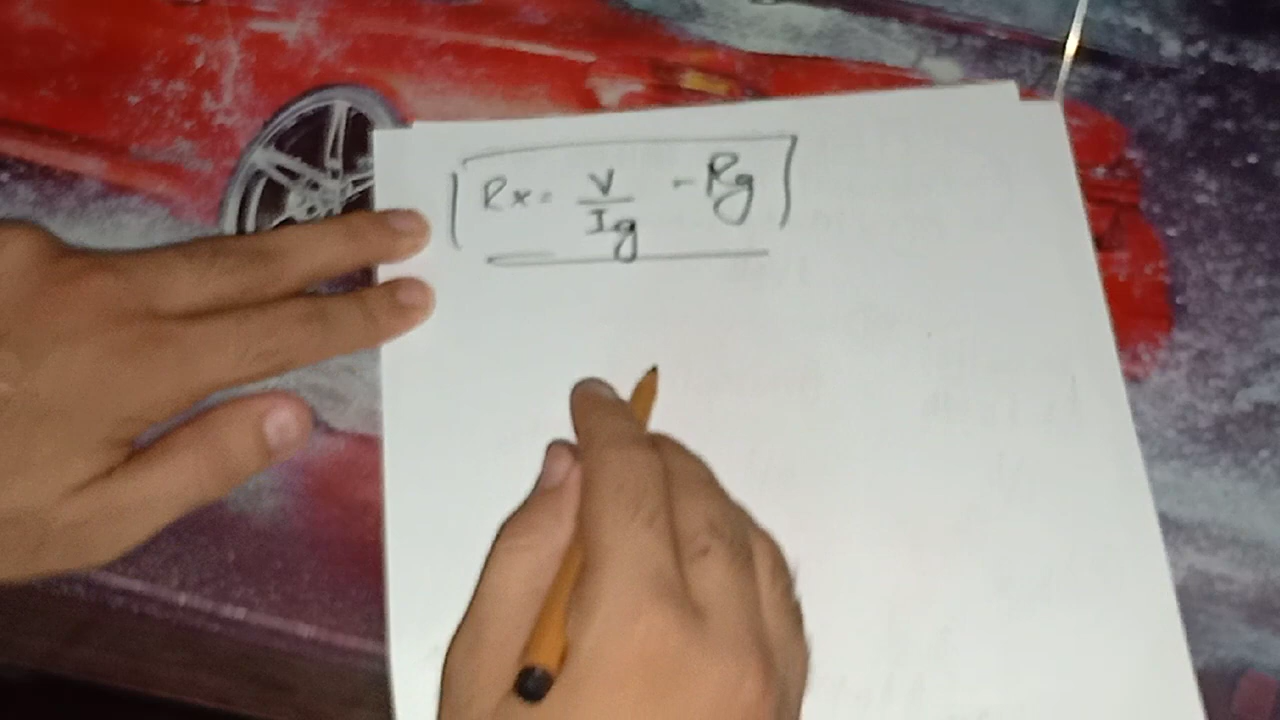 Rx = V/Ig - Rg